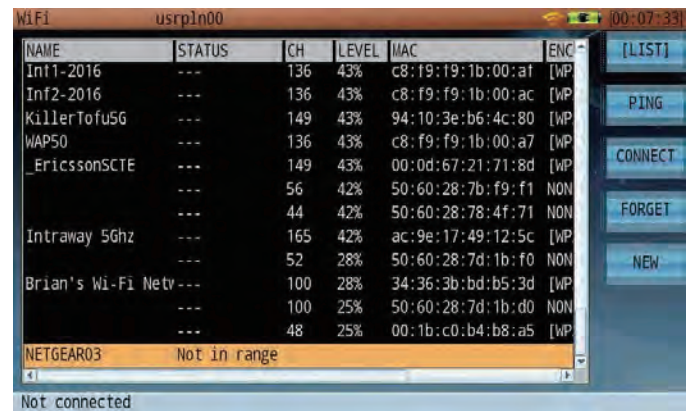 WiFi usrpln00 [00:07:33]
NAME STATUS CH LEVEL MAC ENC [LIST]
Inf1-2016 --- 136 43% c8:f9:f9:1b:00:af [WP
Inf2-2016 --- 136 43% c8:f9:f9:1b:00:ac [WP
PING
KillerTofu5G --- 149 43% 94:10:3e:b6:4c:80 [WP
WAP50 --- 136 43% c8:f9:f9:1b:00:a7 [WP
CONNECT
_EricssonSCTE --- 149 43% 00:0d:67:21:71:8d [WP
--- 56 42% 50:60:28:7b:f9:f1 NON
--- 44 42% 50:60:28:78:4f:71 NON
FORGET
Intraway 5Ghz --- 165 42% ac:9e:17:49:12:5c [WP
--- 52 28% 50:60:28:7d:1b:f0 NON
NEW
Brian's Wi-Fi Netw --- 100 28% 34:36:3b:bd:b5:3d [WP
--- 100 25% 50:60:28:7d:1b:d0 NON
--- 48 25% 00:1b:c0:b4:b8:a5 [WP
NETGEAR03 Not in range
Not connected